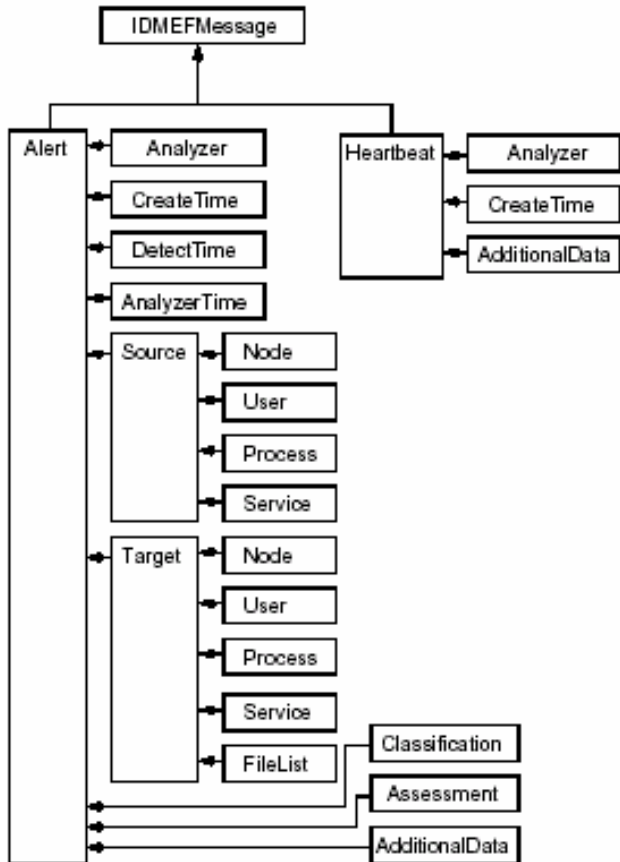 IDMEFMessage
Alert
Analyzer
CreateTime
DetectTime
AnalyzerTime
Source
Node
User
Process
Service
Target
Node
User
Process
Service
FileList
Classification
Assessment
AdditionalData
Heartbeat
Analyzer
CreateTime
AdditionalData